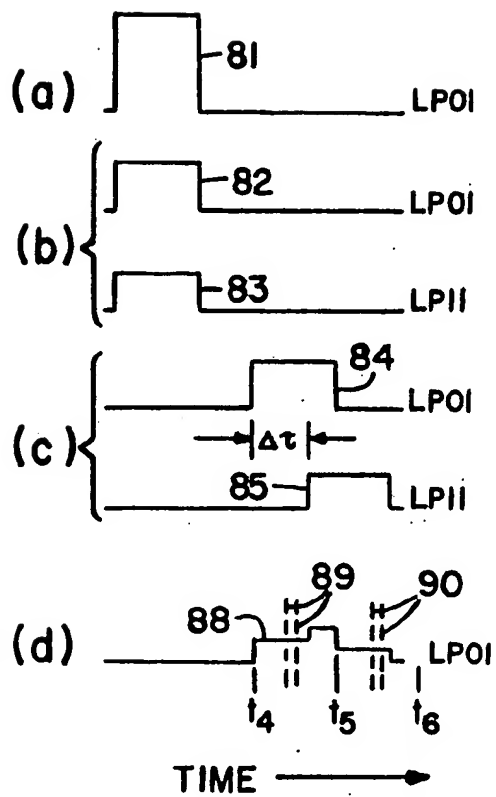 (a) 81 LP01
(b) 82 LP01
83 LP11
(c) 84 LP01
Δτ
85 LP11
89 90
(d) 88 LP01
t4 t5 t6
TIME